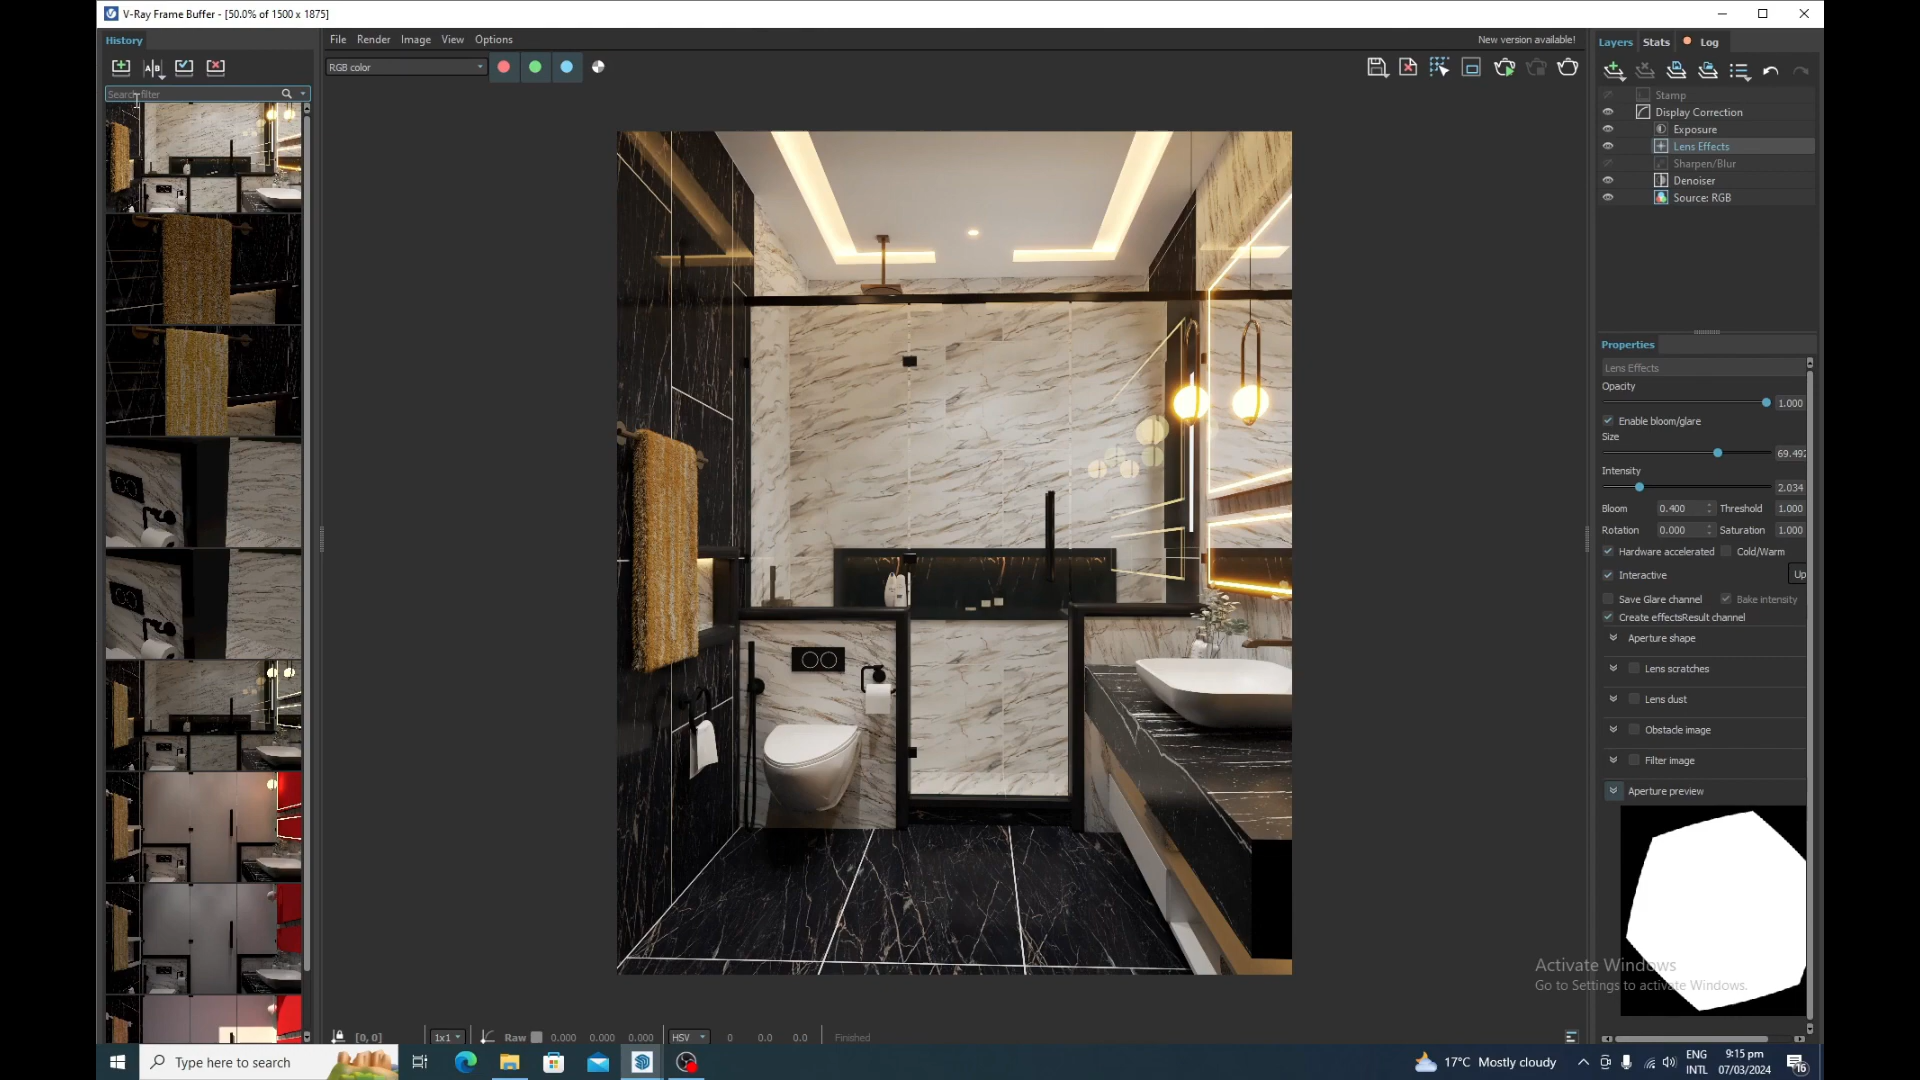 V-Ray Frame Buffer - [50.0% of 1500 x 1875]
History
File Render Image View Options
New version available!
Layers Stats Log
A B
RGB color
Search filter
Stamp
Display Correction
Exposure
Lens Effects
Sharpen/Blur
Denoiser
Source: RGB
Properties
Lens Effects
Opacity
1.000
Enable bloom/glare
Size
69.492
Intensity
2.034
Bloom 0.400 Threshold 1.000
Rotation 0.000 Saturation 1.000
Hardware accelerated Cold/Warm
Interactive Up
Save Glare channel Bake intensity
Create effectsResult channel
Aperture shape
Lens scratches
Lens dust
Obstacle image
Filter image
Aperture preview
Activate Windows
Go to Settings to activate Windows.
[0, 0] 1x1 Raw 0.000 0.000 0.000 HSV 0 0.0 0.0 Finished
Type here to search
17°C Mostly cloudy
ENG
INTL
9:15 pm
07/03/2024
16